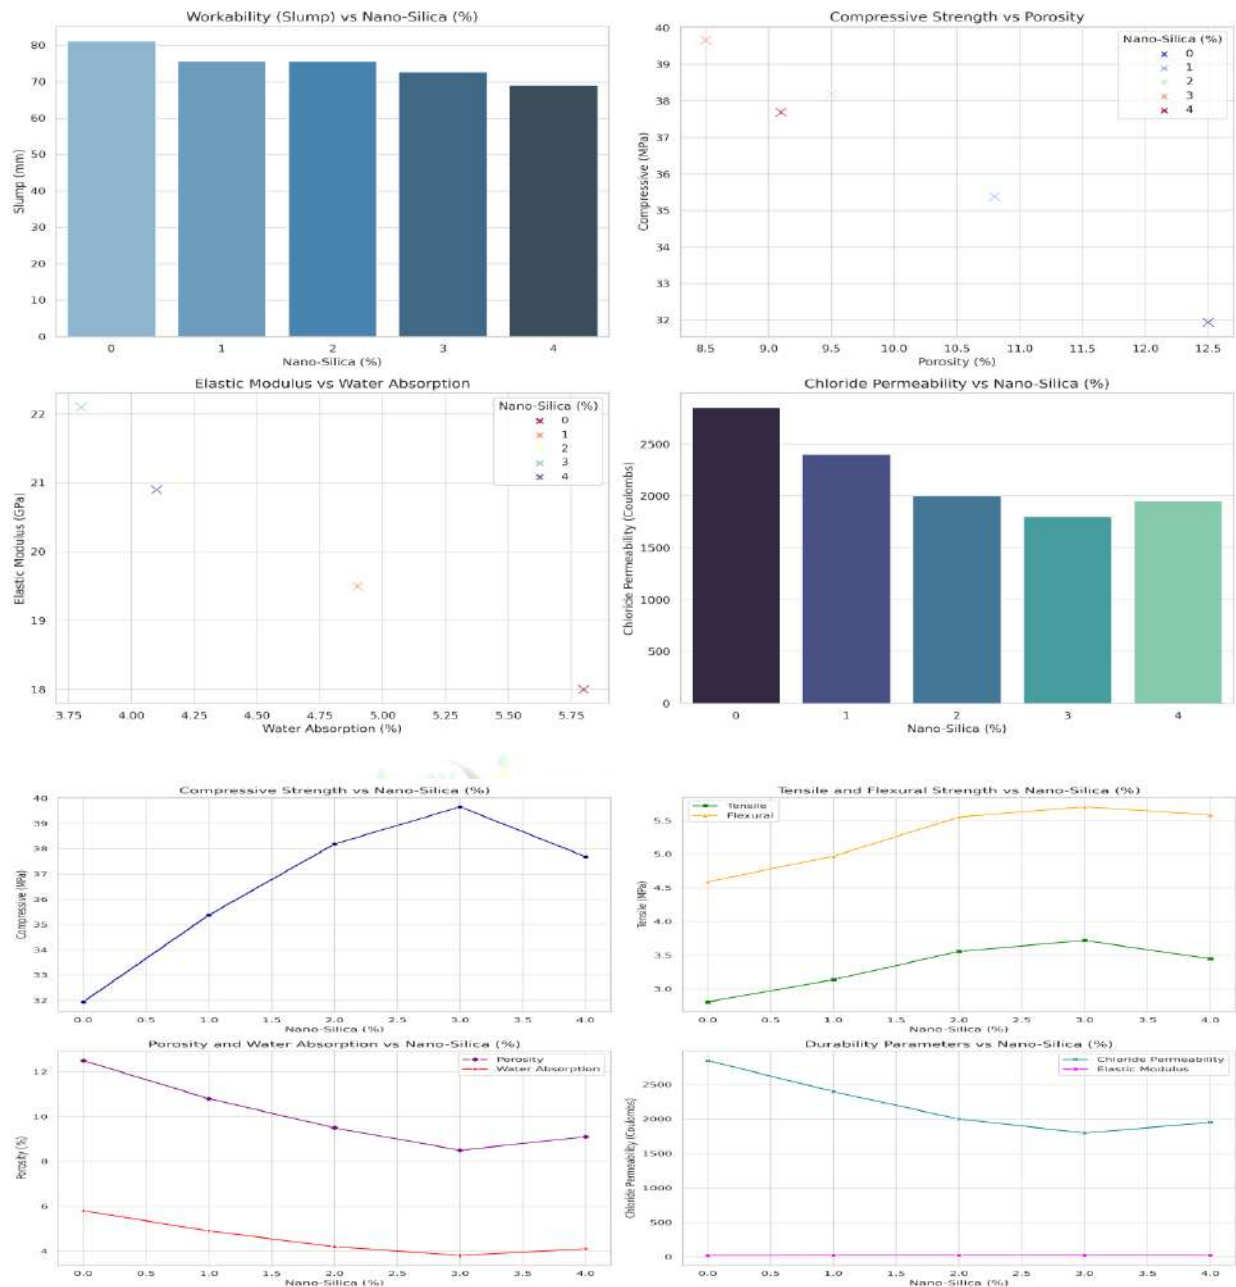 Workability (Slump) vs Nano-Silica (%)
80
70
60
50
40
30
20
10
0
Slump (mm)
0 1 2 3 4
Nano-Silica (%)
Compressive Strength vs Porosity
40
39
38
37
36
35
34
33
32
Compressive (MPa)
Nano-Silica (%)
0
1
2
3
4
8.5 9.0 9.5 10.0 10.5 11.0 11.5 12.0 12.5
Porosity (%)
Elastic Modulus vs Water Absorption
22
21
20
19
18
Elastic Modulus (GPa)
Nano-Silica (%)
0
1
2
3
4
3.75 4.00 4.25 4.50 4.75 5.00 5.25 5.50 5.75
Water Absorption (%)
Chloride Permeability vs Nano-Silica (%)
2500
2000
1500
1000
500
0
Chloride Permeability (Coulombs)
0 1 2 3 4
Nano-Silica (%)
Compressive Strength vs Nano-Silica (%)
40
39
38
37
36
35
34
33
32
Compressive (MPa)
0.0 0.5 1.0 1.5 2.0 2.5 3.0 3.5 4.0
Nano-Silica (%)
Tensile and Flexural Strength vs Nano-Silica (%)
Tensile
Flexural
5.5
5.0
4.5
4.0
3.5
3.0
Tensile (MPa)
0.0 0.5 1.0 1.5 2.0 2.5 3.0 3.5 4.0
Nano-Silica (%)
Porosity and Water Absorption vs Nano-Silica (%)
Porosity
Water Absorption
12
10
8
6
4
Porosity (%)
0.0 0.5 1.0 1.5 2.0 2.5 3.0 3.5 4.0
Nano-Silica (%)
Durability Parameters vs Nano-Silica (%)
Chloride Permeability
Elastic Modulus
2500
2000
1500
1000
500
0
Chloride Permeability (Coulombs)
0.0 0.5 1.0 1.5 2.0 2.5 3.0 3.5 4.0
Nano-Silica (%)